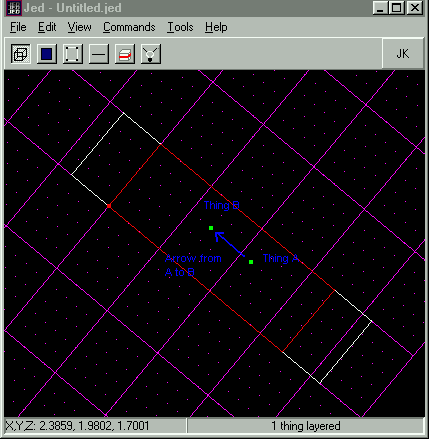 Jed - Untitled.jed
File Edit View Commands Tools Help
JK
Thing B
Arrow from Thing A
A to B
X,Y,Z: 2.3859, 1.9802, 1.7001 1 thing layered